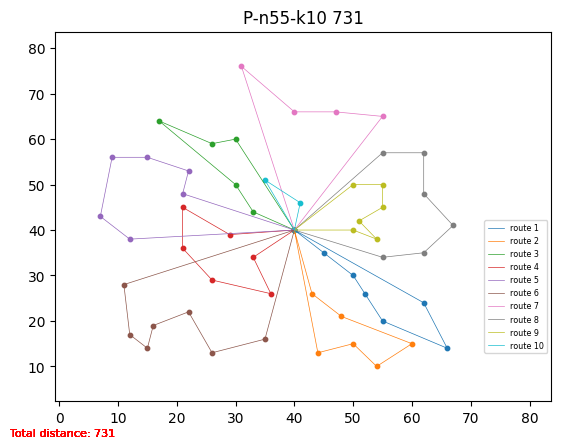 P-n55-k10 731
80
70
60
50
40
30
20
10
0 10 20 30 40 50 60 70 80
route 1
route 2
route 3
route 4
route 5
route 6
route 7
route 8
route 9
route 10
Total distance: 731